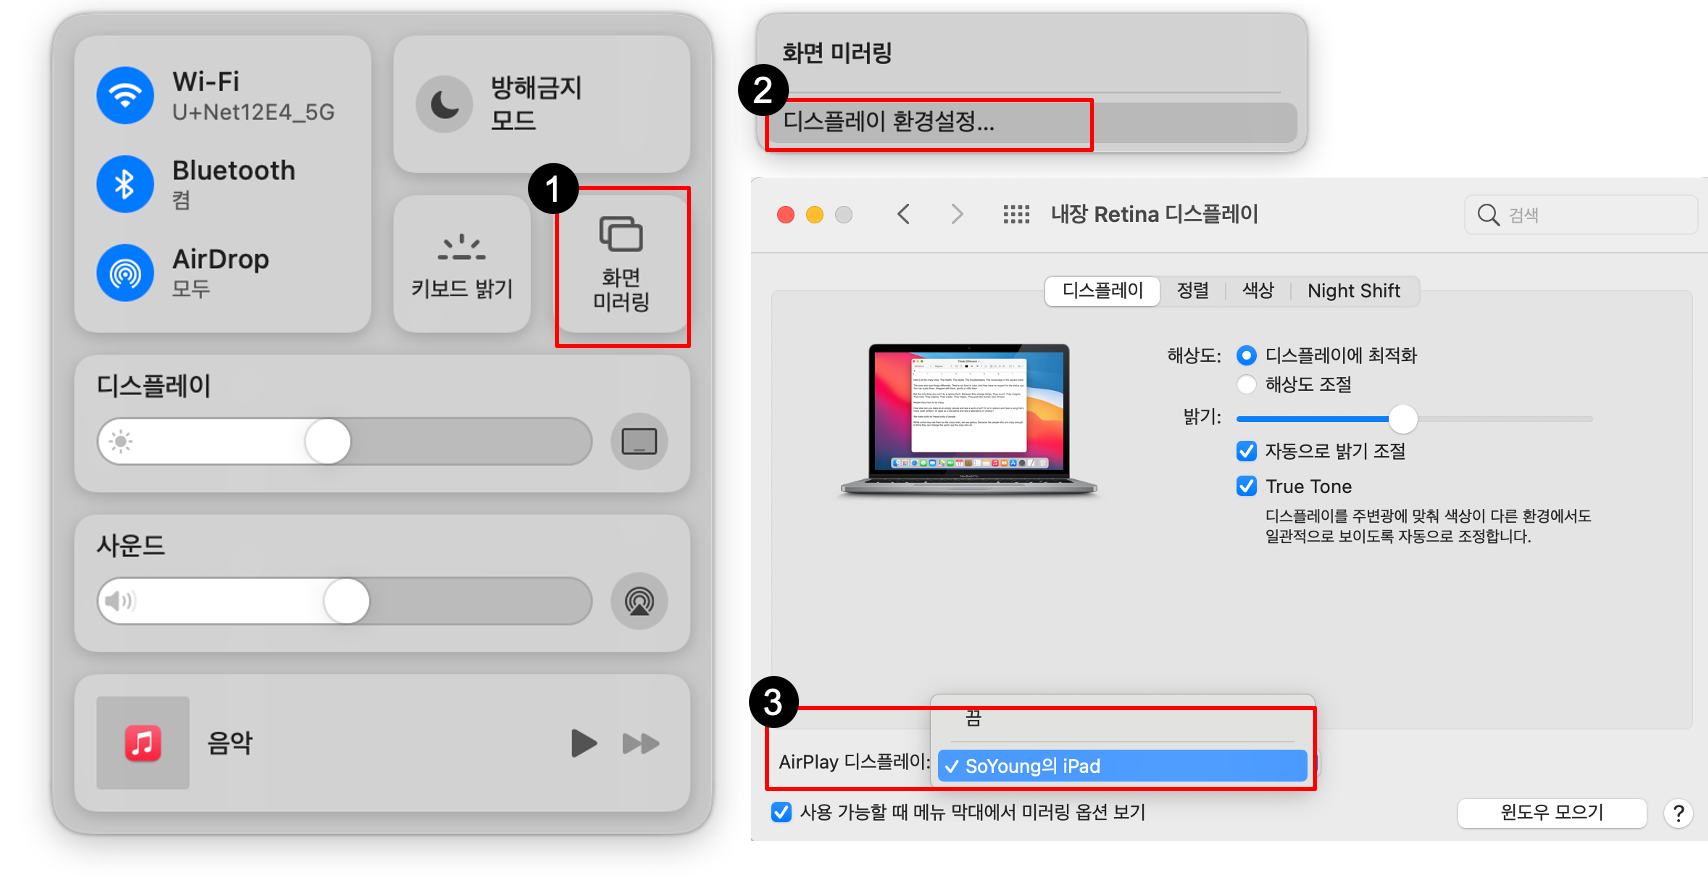 Wi-Fi
U+Net12E4_5G
Bluetooth
켬
AirDrop
모두
방해금지
모드
키보드 밝기
1
화면
미러링
디스플레이
사운드
음악
화면 미러링
2
디스플레이 환경설정...
내장 Retina 디스플레이
검색
디스플레이
정렬
색상
Night Shift
해상도:
디스플레이에 최적화
해상도 조절
밝기:
자동으로 밝기 조절
True Tone
디스플레이를 주변광에 맞춰 색상이 다른 환경에서도
일관적으로 보이도록 자동으로 조정합니다.
3
끔
AirPlay 디스플레이:
SoYoung의 iPad
사용 가능할 때 메뉴 막대에서 미러링 옵션 보기
윈도우 모으기
?